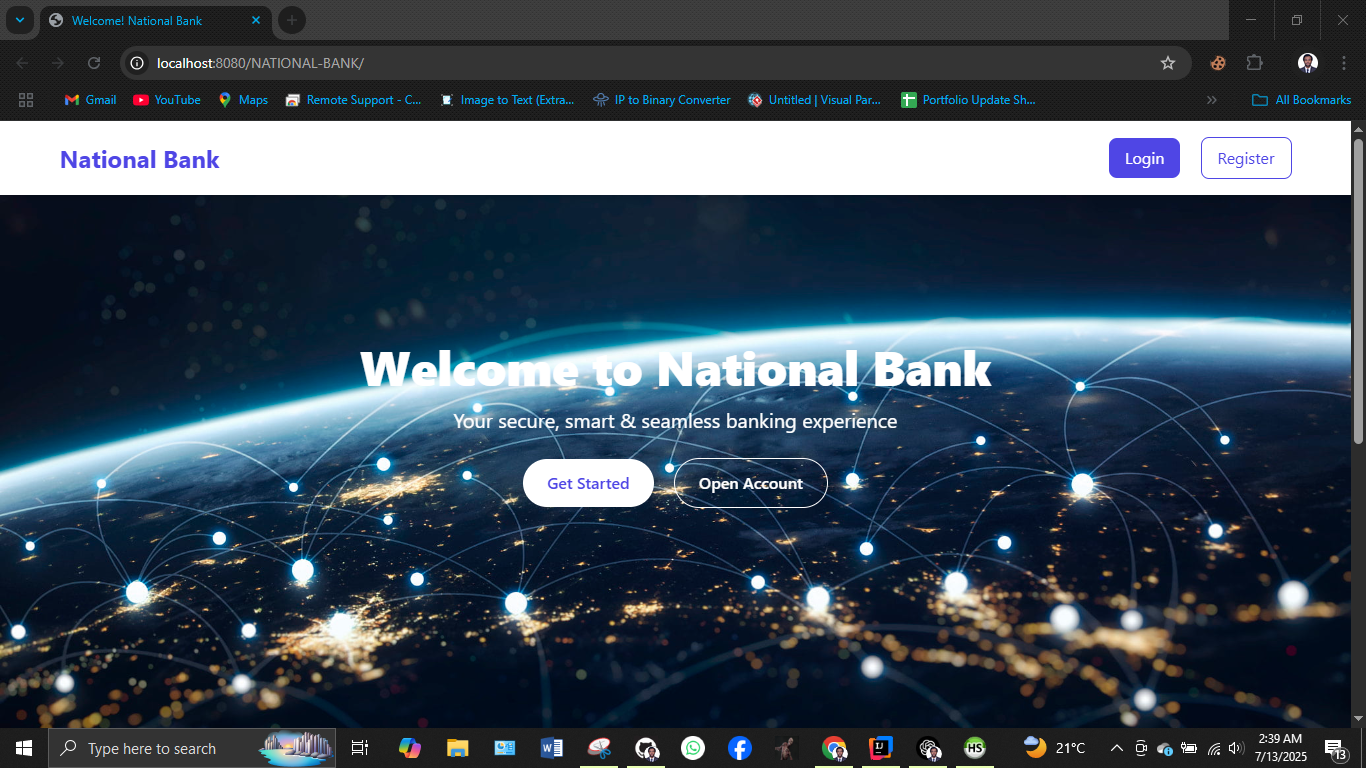 Welcome! National Bank
localhost:8080/NATIONAL-BANK/
Gmail
YouTube
Maps
Remote Support - C...
Image to Text (Extra...
IP to Binary Converter
Untitled | Visual Par...
Portfolio Update Sh...
All Bookmarks
National Bank
Login
Register
Welcome to National Bank
Your secure, smart & seamless banking experience
Get Started
Open Account
Type here to search
HS
21°C
2:39 AM
7/13/2025
13